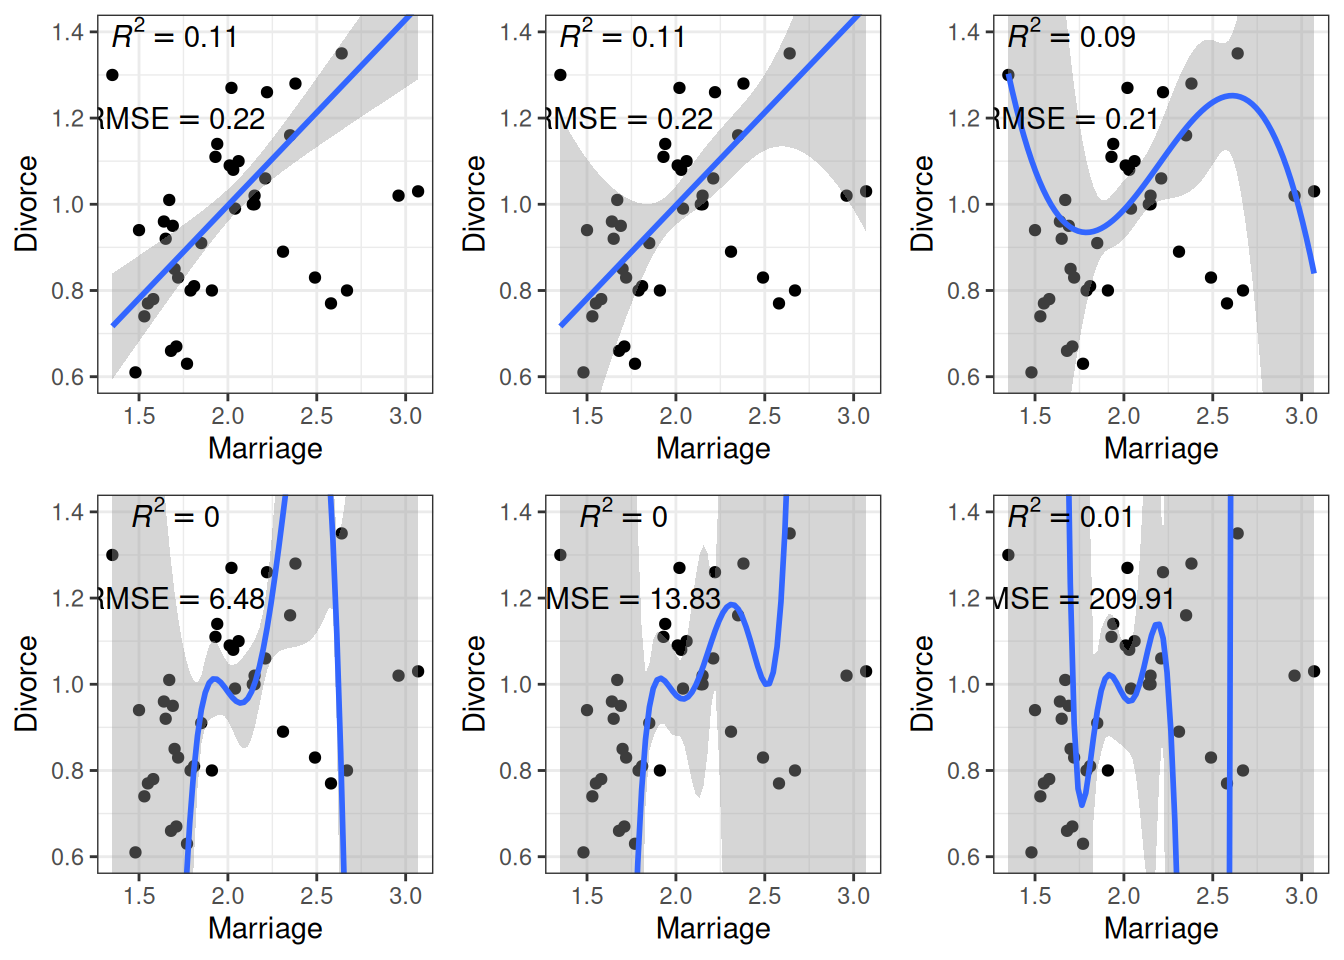 R² = 0.11
RMSE = 0.22
1.4
1.2
1.0
0.8
0.6
Divorce
1.5 2.0 2.5 3.0
Marriage
R² = 0.11
RMSE = 0.22
1.4
1.2
1.0
0.8
0.6
Divorce
1.5 2.0 2.5 3.0
Marriage
R² = 0.09
RMSE = 0.21
1.4
1.2
1.0
0.8
0.6
Divorce
1.5 2.0 2.5 3.0
Marriage
R² = 0
RMSE = 6.48
1.4
1.2
1.0
0.8
0.6
Divorce
1.5 2.0 2.5 3.0
Marriage
R² = 0
MSE = 13.83
1.4
1.2
1.0
0.8
0.6
Divorce
1.5 2.0 2.5 3.0
Marriage
R² = 0.01
MSE = 209.91
1.4
1.2
1.0
0.8
0.6
Divorce
1.5 2.0 2.5 3.0
Marriage